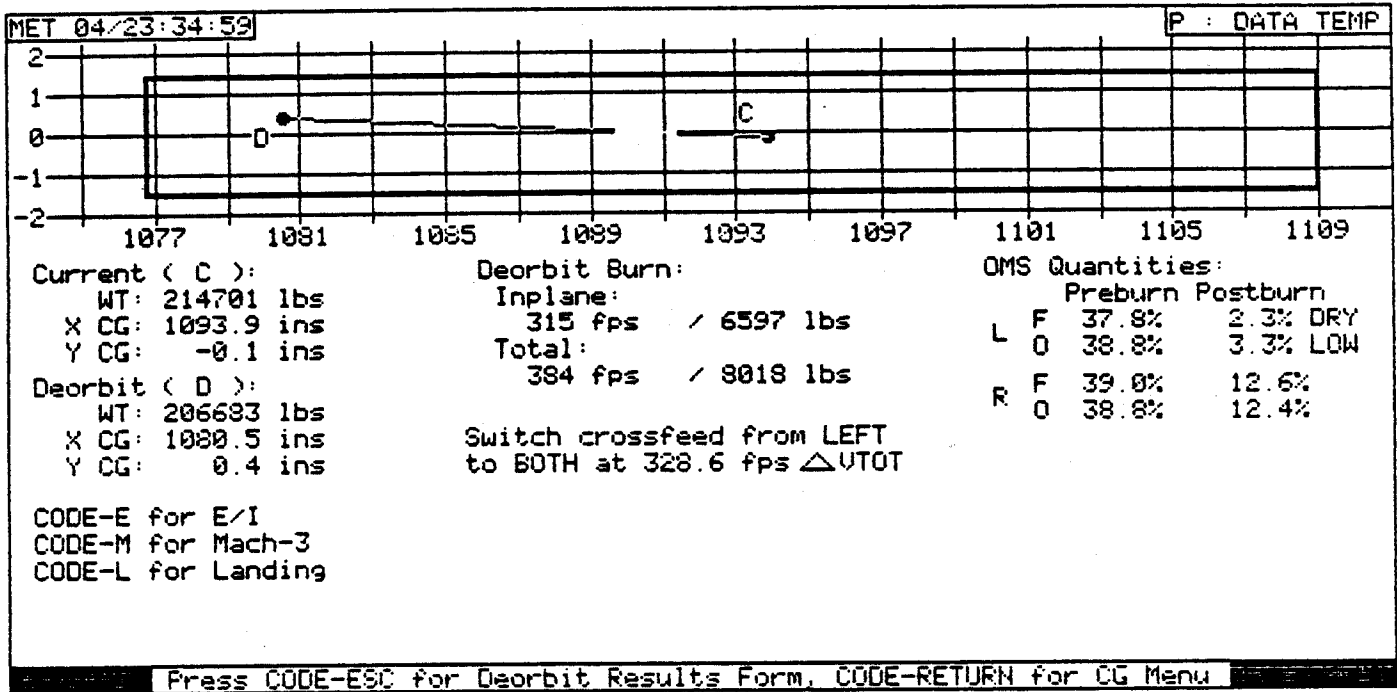 MET 04/23:34:59
P : DATA TEMP
2
1
0
-1
-2
C
D
1077 1081 1085 1089 1093 1097 1101 1105 1109
Current ( C ):
WT: 214701 lbs
X CG: 1093.9 ins
Y CG: -0.1 ins
Deorbit ( D ):
WT: 206683 lbs
X CG: 1080.5 ins
Y CG: 0.4 ins
CODE-E for E/I
CODE-M for Mach-3
CODE-L for Landing
Deorbit Burn:
Inplane:
315 fps / 6597 lbs
Total:
384 fps / 8018 lbs
Switch crossfeed from LEFT
to BOTH at 328.6 fps △VTOT
OMS Quantities:
Preburn Postburn
L F 37.8% 2.3% DRY
O 38.8% 3.3% LOW
R F 39.0% 12.6%
O 38.8% 12.4%
Press CODE-ESC for Deorbit Results Form, CODE-RETURN for CG Menu